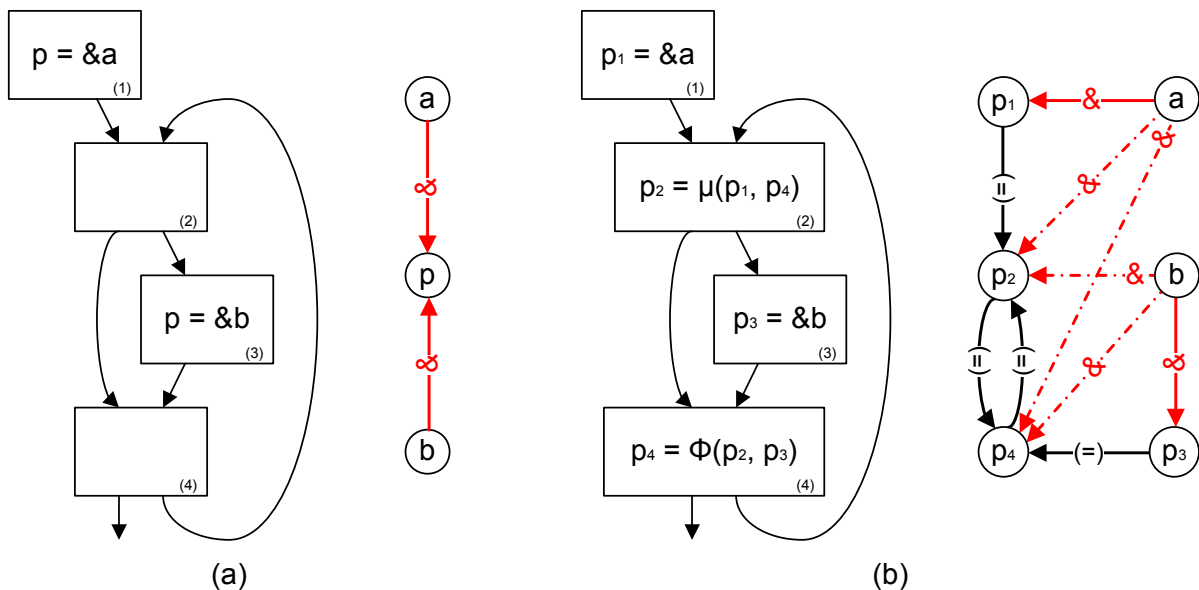 p = &a
(1)
(2)
p = &b
(3)
(4)
a
&
p
&
b
(a)
p₁ = &a
(1)
p₂ = μ(p₁, p₄)
(2)
p₃ = &b
(3)
p₄ = Φ(p₂, p₃)
(4)
p₁
&
a
&
&
(=)
p₂
&
b
(=)
(=)
&
&
p₄
(=)
p₃
(b)